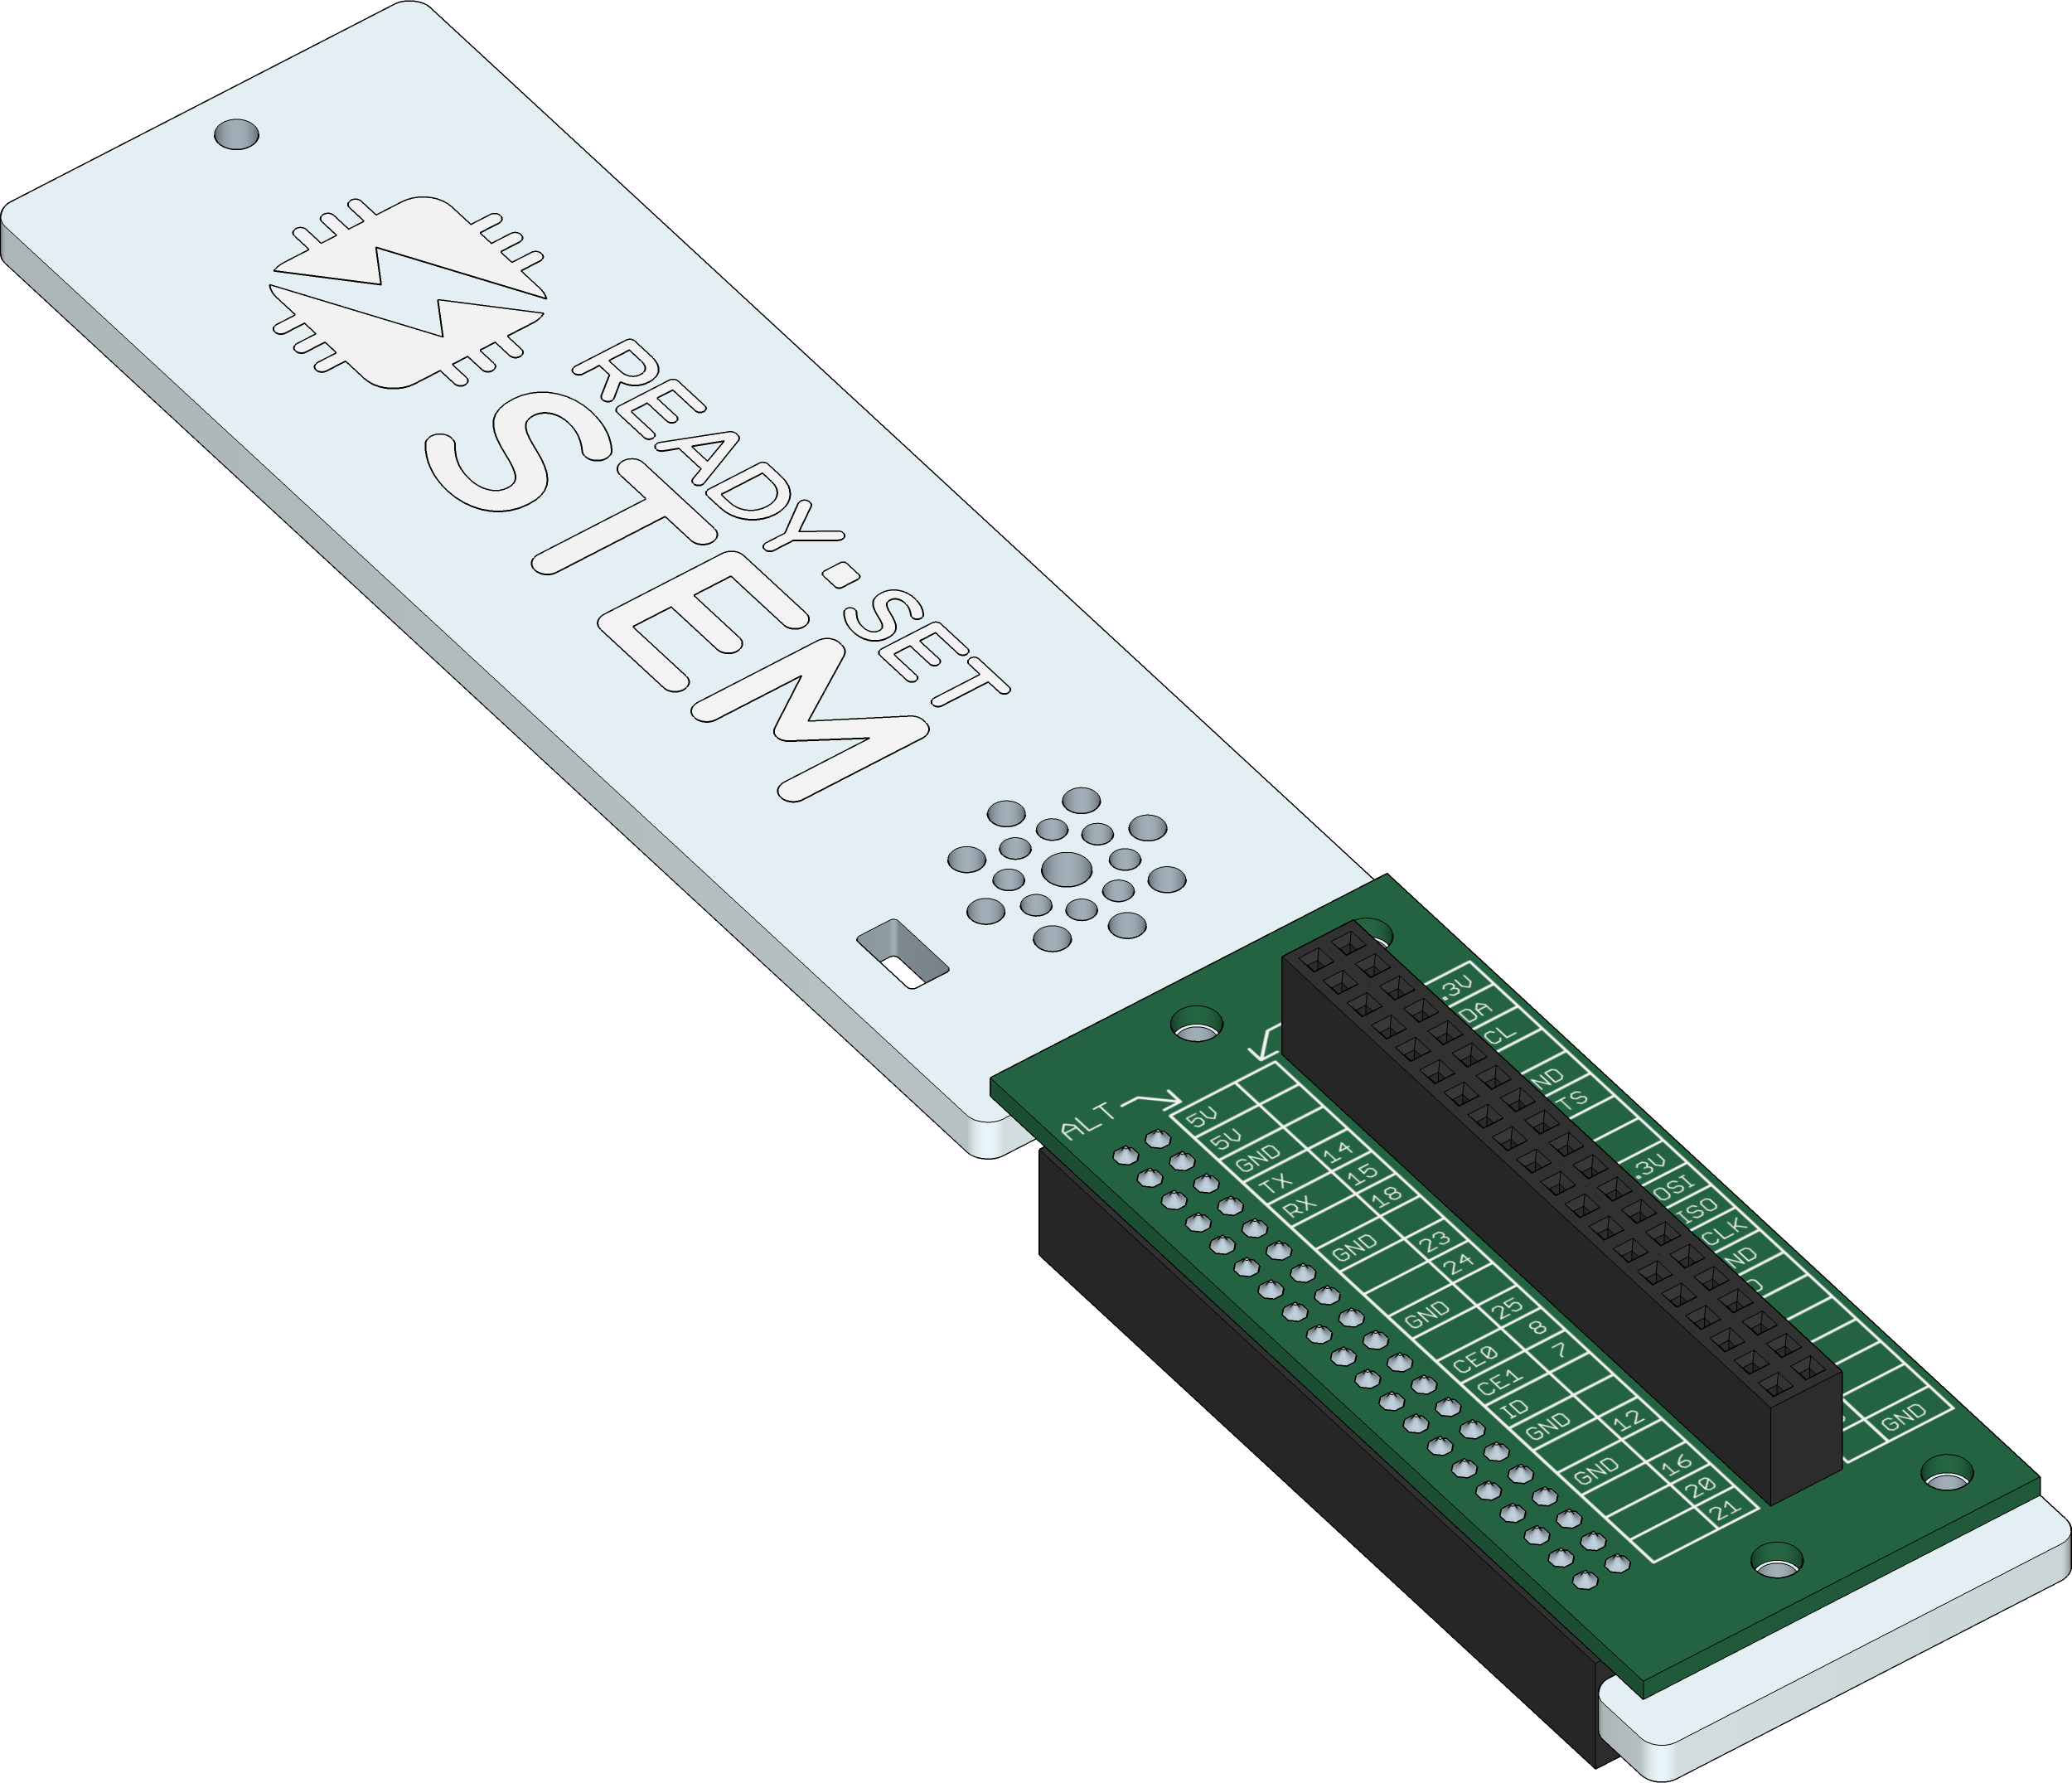 READY·SET
STEM
ALT
5V
5V
GND
TX 14
RX 15
18
GND
23
24
GND
25
CE0 8
CE1 7
ID
GND
12
GND
16
20
21
.3V
DA
CL
ND
TS
.3V
OSI
ISO
CLK
ND
D
GND